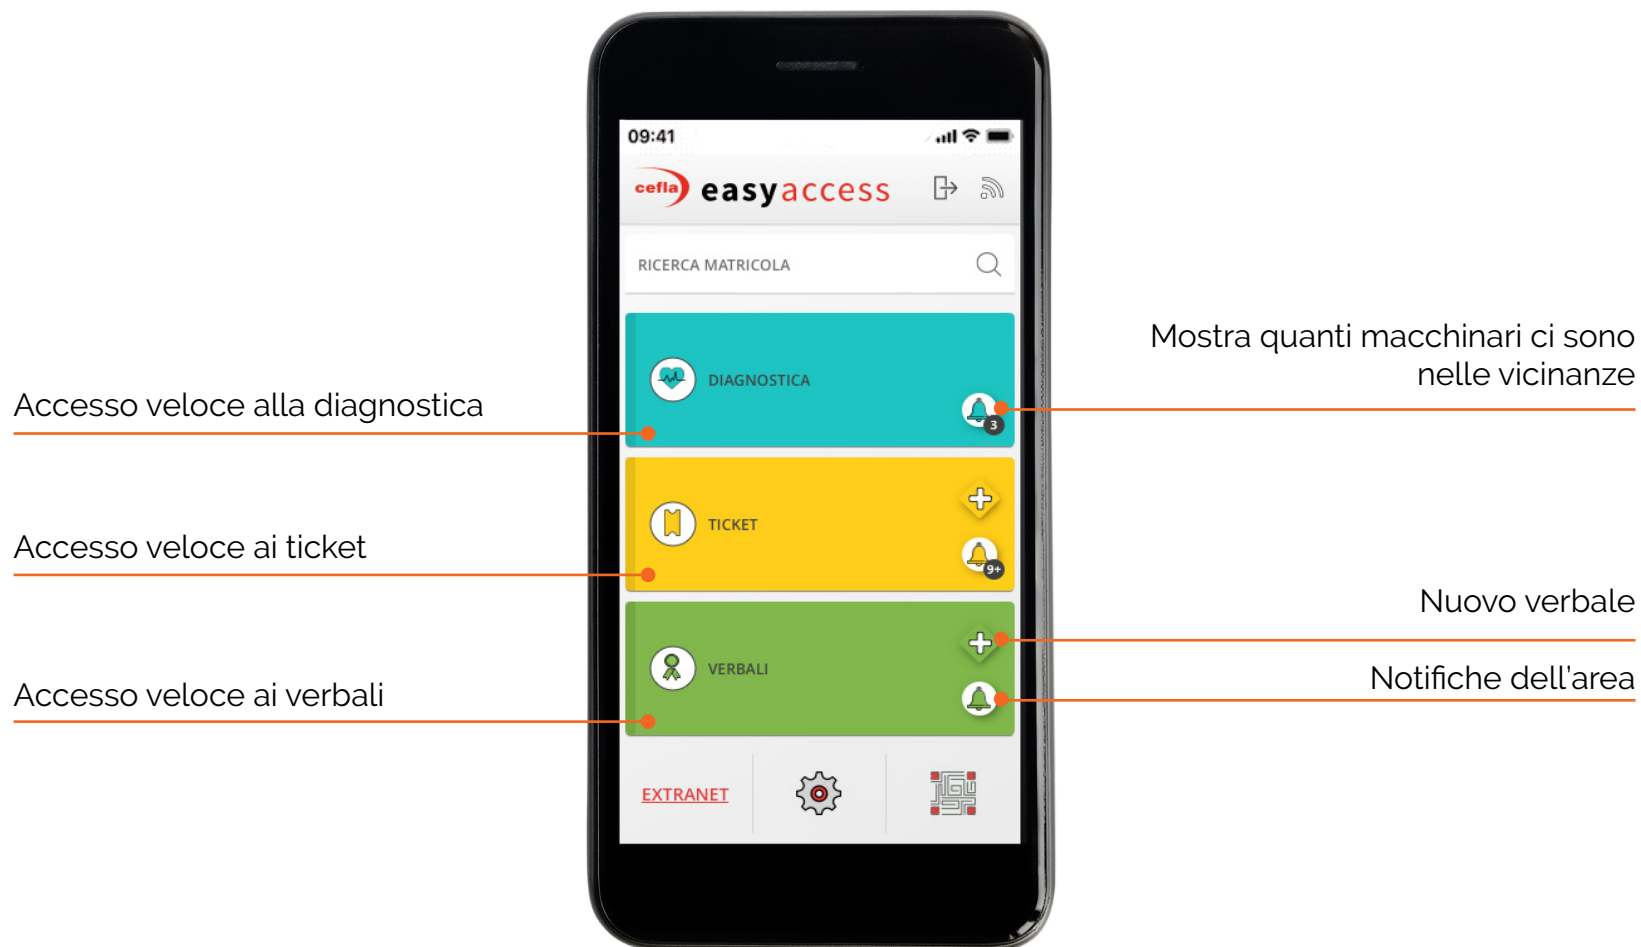 09:41
cefla easyaccess
RICERCA MATRICOLA
DIAGNOSTICA
3
TICKET
9+
VERBALI
EXTRANET
Accesso veloce alla diagnostica
Accesso veloce ai ticket
Accesso veloce ai verbali
Mostra quanti macchinari ci sono
nelle vicinanze
Nuovo verbale
Notifiche dell'area